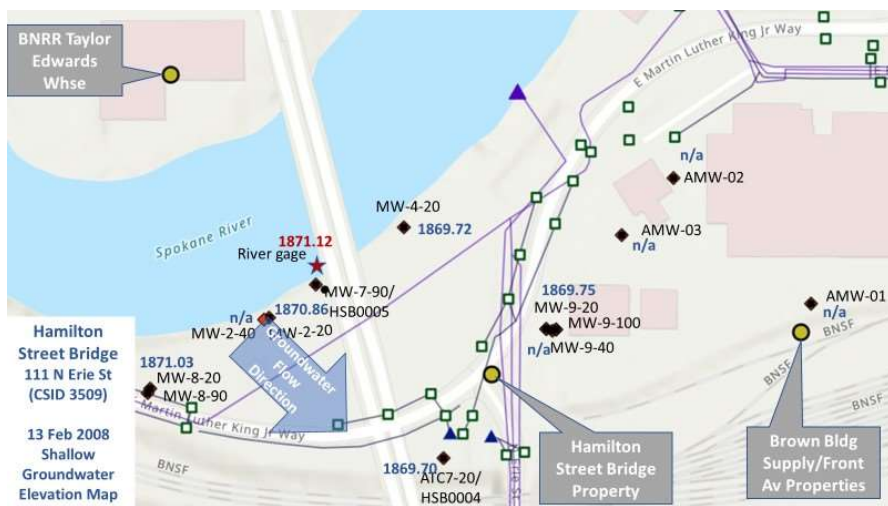 BNRR Taylor
Edwards
Whse
E Martin Luther King Jr Way
n/a
AMW-02
MW-4-20
1869.72
AMW-03
n/a
Spokane River
1871.12
River gage
MW-7-90/
HSB0005
1869.75
MW-9-20
MW-9-100
n/a
MW-9-40
AMW-01
n/a
BNSF
BNSF
n/a
1870.86
MW-2-40
MW-2-20
Groundwater
Flow
Direction
Hamilton
Street Bridge
111 N Erie St
(CSID 3509)
13 Feb 2008
Shallow
Groundwater
Elevation Map
1871.03
MW-8-20
MW-8-90
E Martin Luther King Jr Way
BNSF
1869.70
ATC7-20/
HSB0004
Hamilton
Street Bridge
Property
Brown Bldg
Supply/Front
Av Properties
BNSF